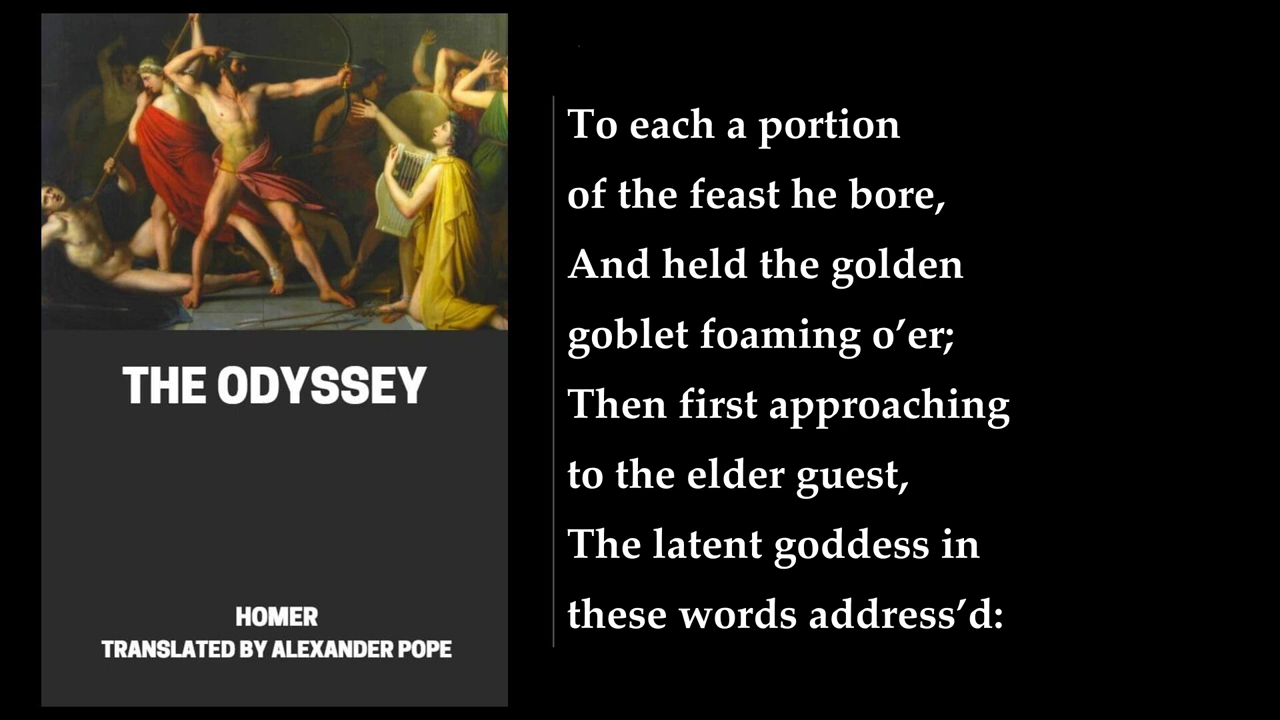 THE ODYSSEY
HOMER
TRANSLATED BY ALEXANDER POPE
To each a portion
of the feast he bore,
And held the golden
goblet foaming o’er;
Then first approaching
to the elder guest,
The latent goddess in
these words address’d: